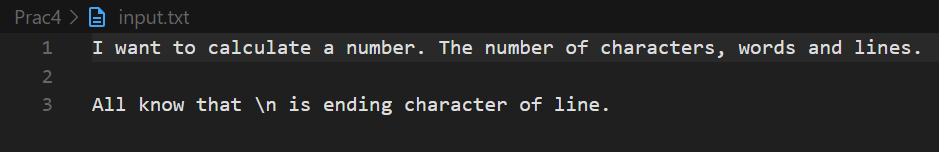 Prac4 > input.txt
1 I want to calculate a number. The number of characters, words and lines.
2
3 All know that \n is ending character of line.